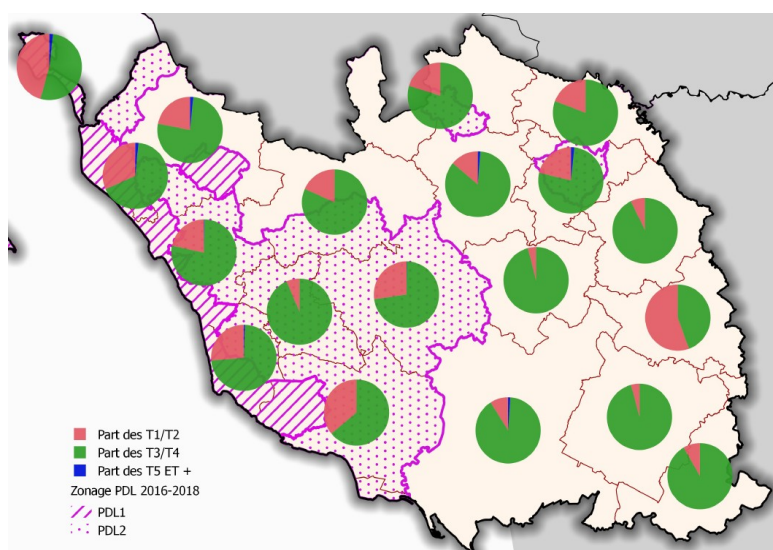 Part des T1/T2
Part des T3/T4
Part des T5 ET +
Zonage PDL 2016-2018
PDL1
PDL2